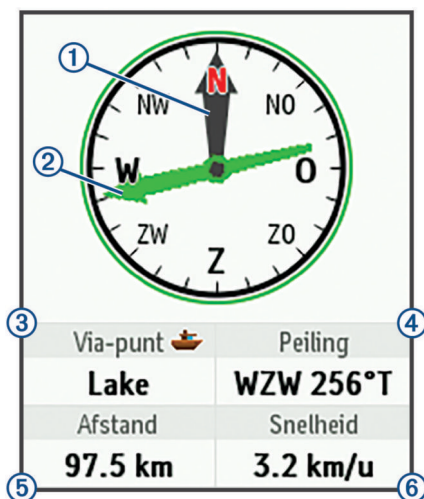 ①
N
NW
NO
②
W
O
ZW
ZO
Z
③
④
Via-punt
Peiling
Lake
WZW 256°T
Afstand
Snelheid
97.5 km
3.2 km/u
⑤
⑥